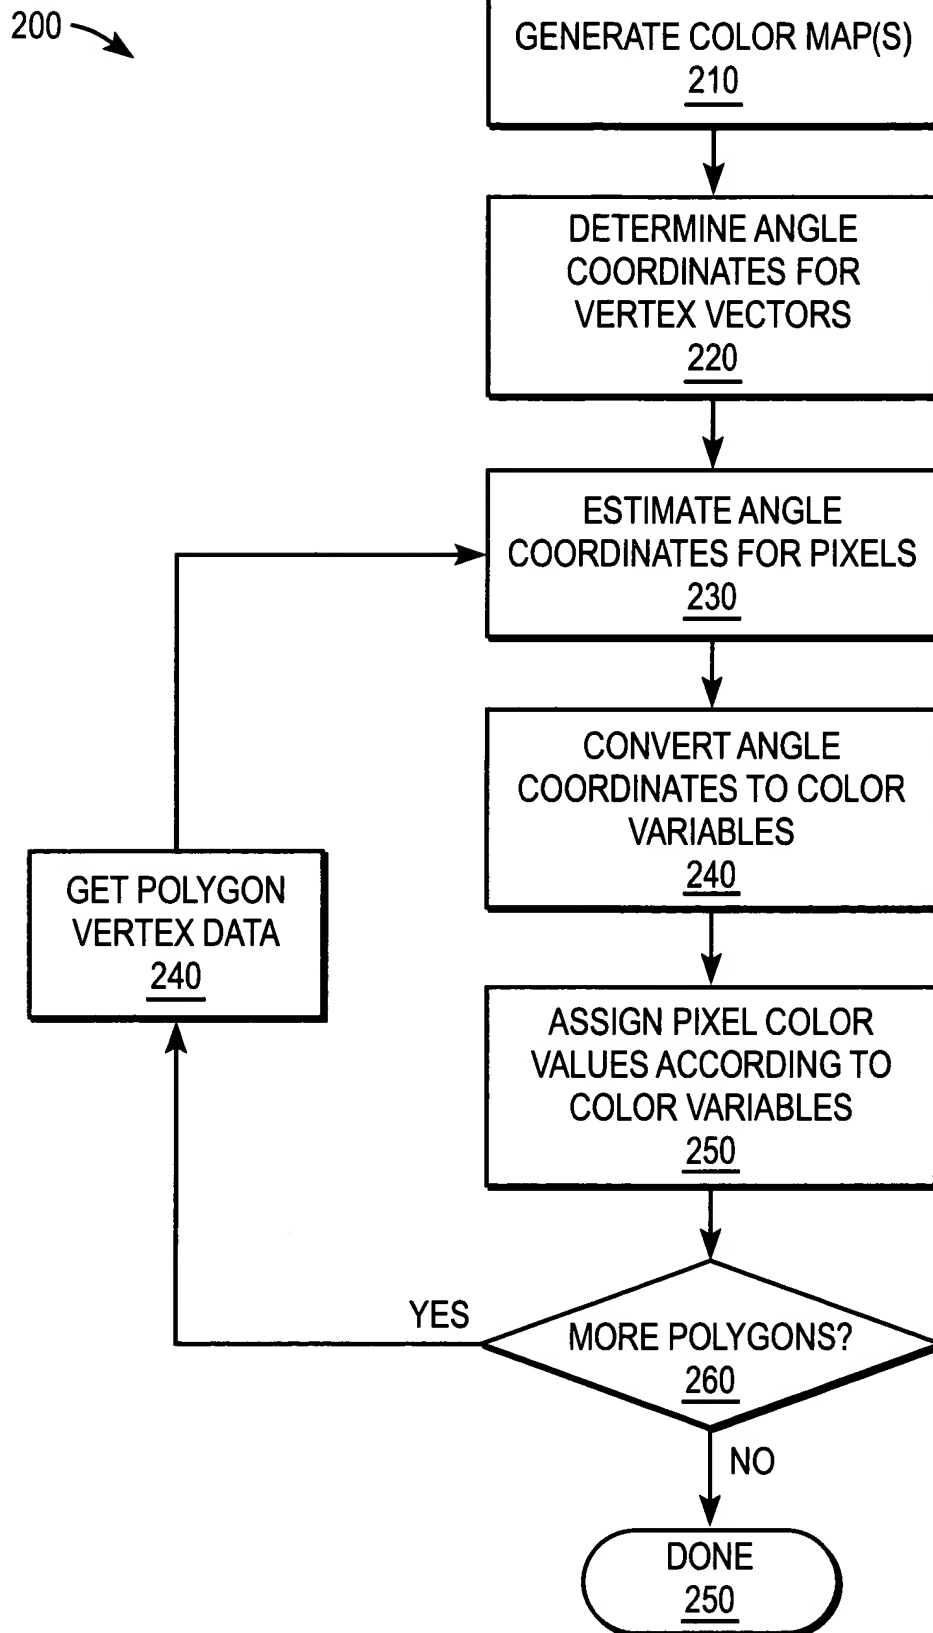 200
GENERATE COLOR MAP(S)
210
DETERMINE ANGLE
COORDINATES FOR
VERTEX VECTORS
220
ESTIMATE ANGLE
COORDINATES FOR PIXELS
230
CONVERT ANGLE
COORDINATES TO COLOR
VARIABLES
240
GET POLYGON
VERTEX DATA
240
ASSIGN PIXEL COLOR
VALUES ACCORDING TO
COLOR VARIABLES
250
YES
MORE POLYGONS?
260
NO
DONE
250